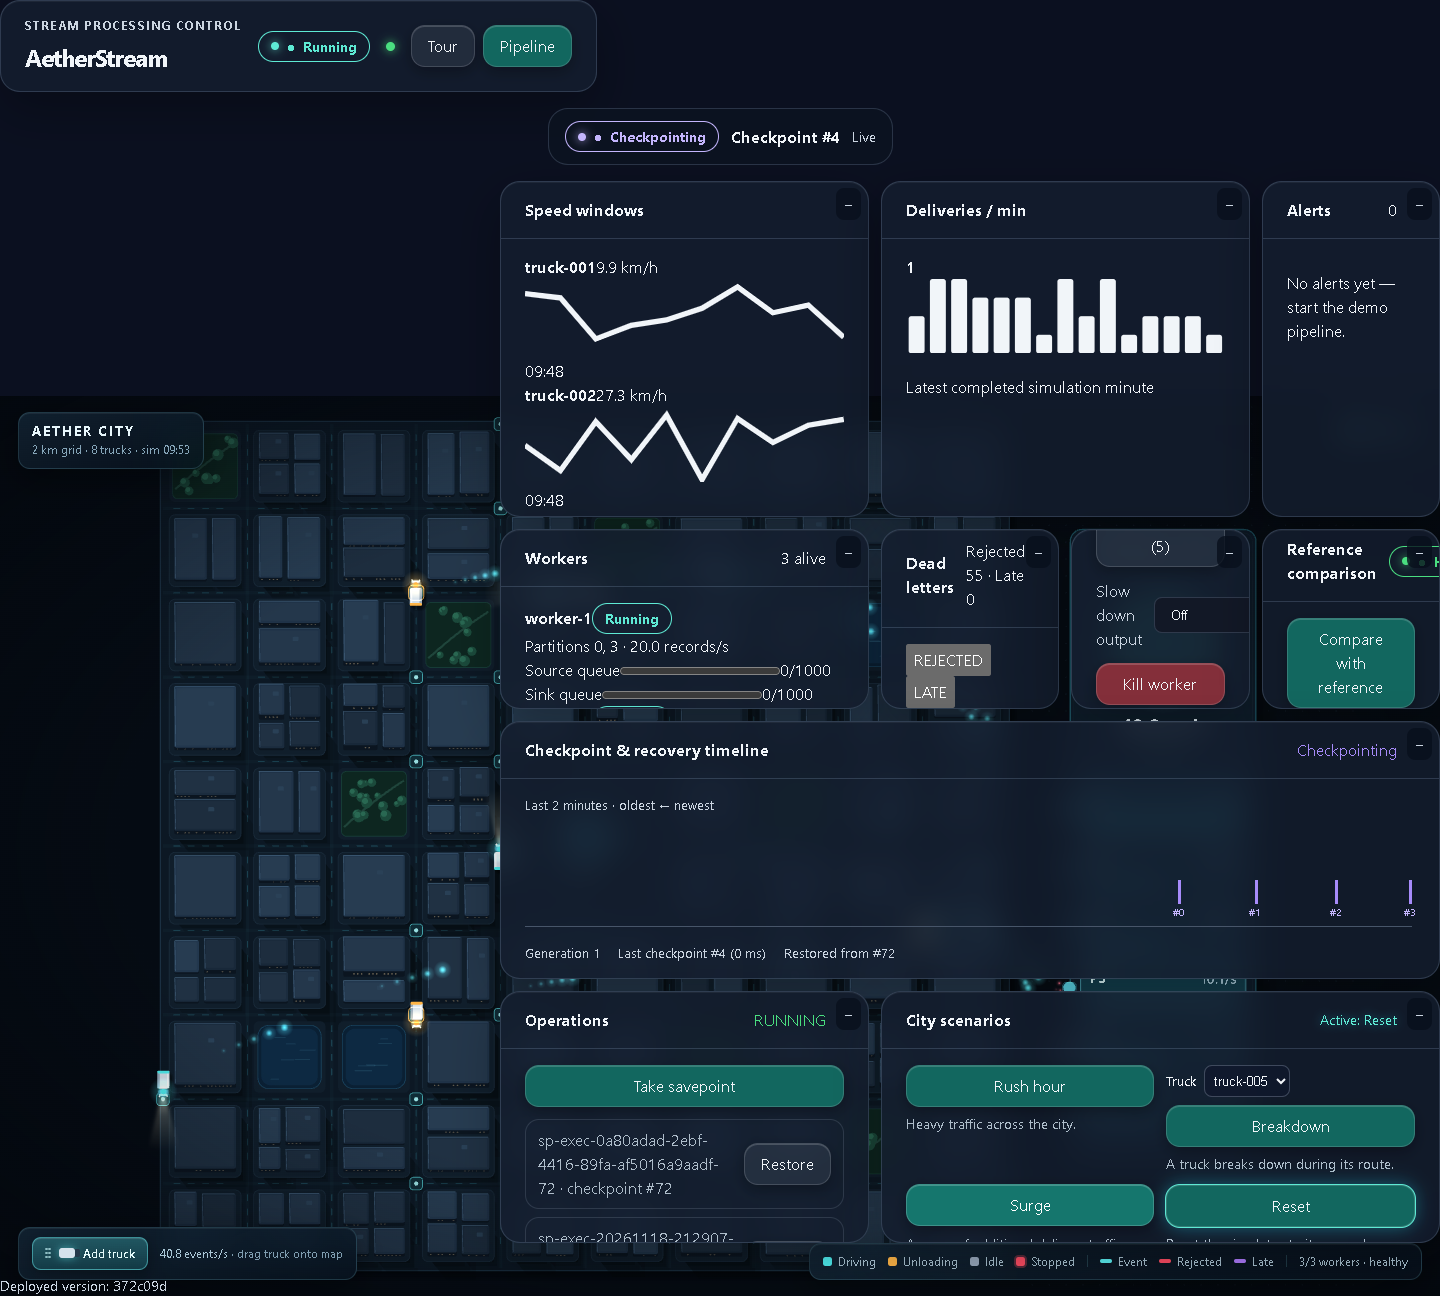 STREAM PROCESSING CONTROL
AetherStream
Running
Tour
Pipeline
Checkpointing Checkpoint #4 Live
Speed windows
truck-0019.9 km/h
09:48
truck-00227.3 km/h
09:48
Deliveries / min
1
Latest completed simulation minute
Alerts 0
No alerts yet —
start the demo
pipeline.
AETHER CITY
2 km grid · 8 trucks · sim 09:53
Workers 3 alive
worker-1 Running
Partitions 0, 3 · 20.0 records/s
Source queue 0/1000
Sink queue 0/1000
Dead
letters
Rejected
55 · Late
0
REJECTED
LATE
(5)
Slow
down
output
Off
Kill worker
Reference
comparison
Compare
with
reference
Checkpoint & recovery timeline Checkpointing
Last 2 minutes · oldest ← newest
#0 #1 #2 #3
Generation 1 Last checkpoint #4 (0 ms) Restored from #72
Operations RUNNING
Take savepoint
sp-exec-0a80adad-2ebf-
4416-89fa-af5016a9aadf-
72 · checkpoint #72
Restore
sp-exec-20261118-212907-
City scenarios Active: Reset
Rush hour
Heavy traffic across the city.
Truck truck-005
Breakdown
A truck breaks down during its route.
Surge
Reset
Add truck 40.8 events/s · drag truck onto map
Driving Unloading Idle Stopped Event Rejected Late 3/3 workers · healthy
Deployed version: 372c09d